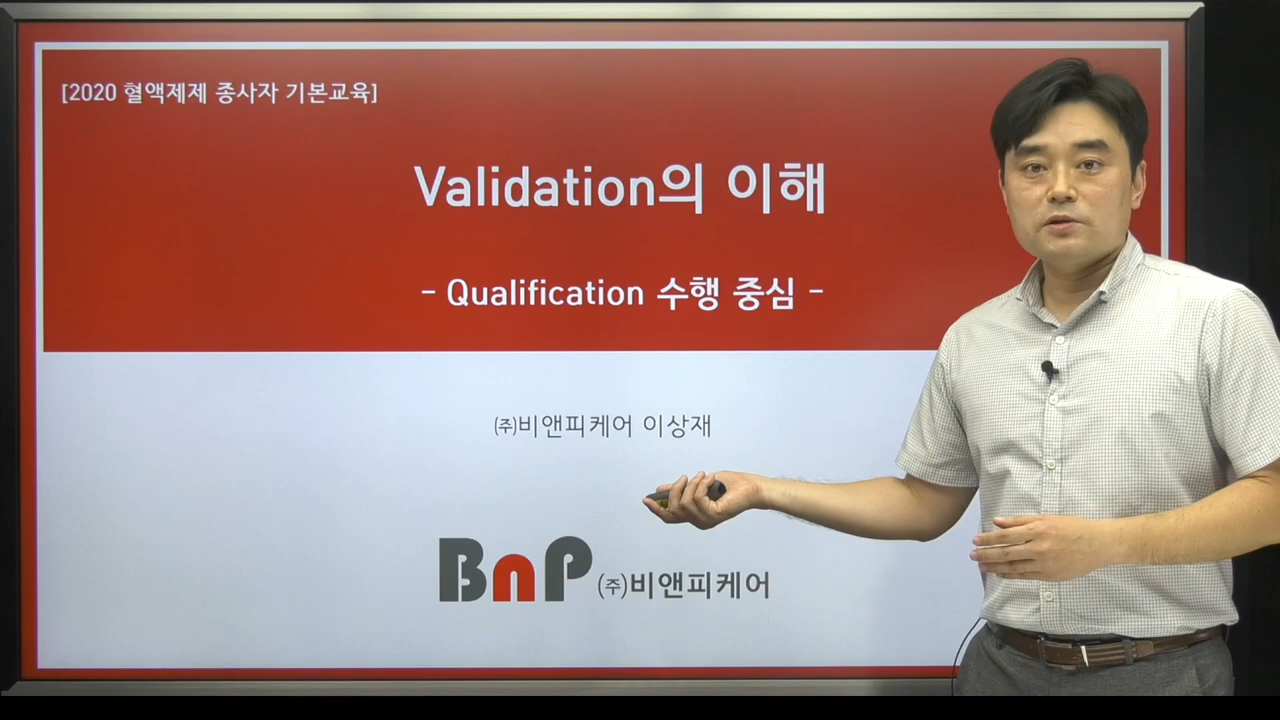 [2020 혈액제제 종사자 기본교육]
Validation의 이해
- Qualification 수행 중심 -
㈜비앤피케어 이상재
BnP (주)비앤피케어